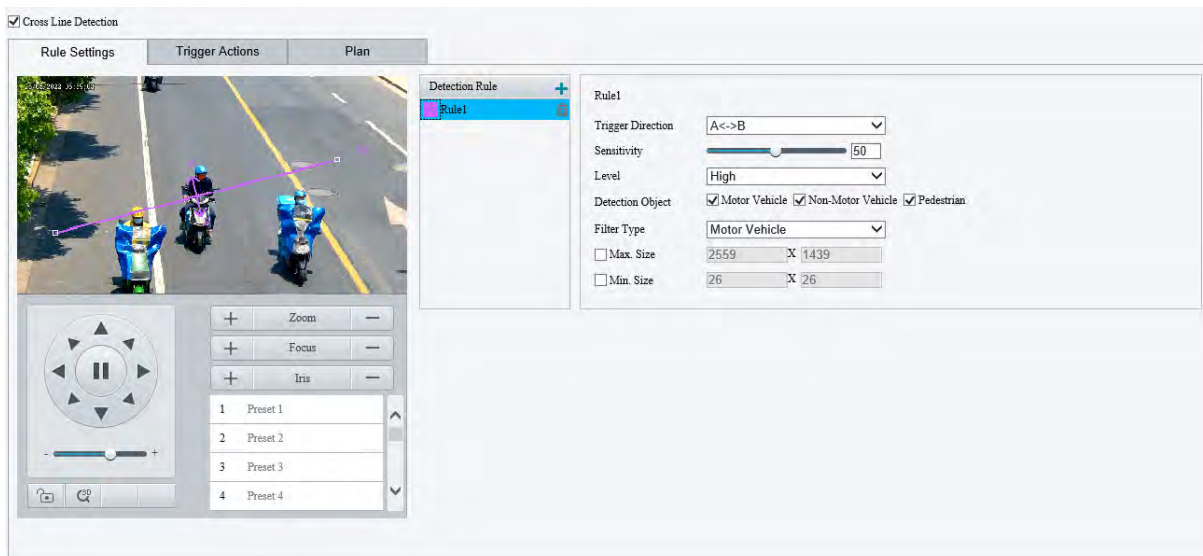 Cross Line Detection
Rule Settings
Trigger Actions
Plan
Detection Rule
Rule1
Rule1
Trigger Direction
A<->B
Sensitivity
50
Level
High
Detection Object
Motor Vehicle
Non-Motor Vehicle
Pedestrian
Filter Type
Motor Vehicle
Max. Size
2559 X 1439
Min. Size
26 X 26
+ Zoom −
+ Focus −
+ Iris −
1 Preset 1
2 Preset 2
3 Preset 3
4 Preset 4
- +
3D